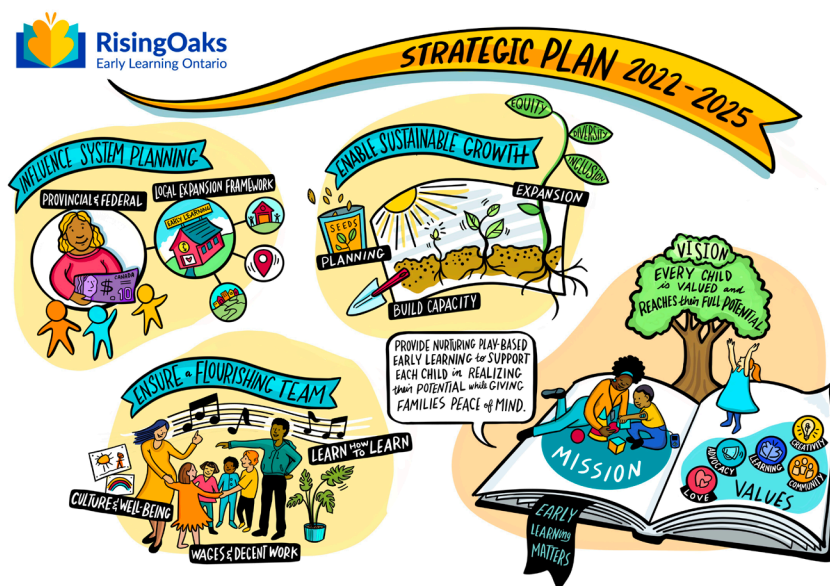 RisingOaks
Early Learning Ontario
STRATEGIC PLAN 2022-2025
INFLUENCE SYSTEM PLANNING
PROVINCIAL & FEDERAL
LOCAL EXPANSION FRAMEWORK
EARLY LEARNING
CANADA
$
10
ENABLE SUSTAINABLE GROWTH
EQUITY
DIVERSITY
INCLUSION
EXPANSION
SEEDS
PLANNING
BUILD CAPACITY
ENSURE a FLOURISHING TEAM
LEARN HOW TO LEARN
CULTURE & WELL-BEING
WAGES & DECENT WORK
PROVIDE NURTURING PLAY-BASED
EARLY LEARNING to SUPPORT
EACH CHILD in REALIZING
their POTENTIAL while GIVING
FAMILIES PEACE of MIND.
VISION
EVERY CHILD
is VALUED and
REACHES their FULL POTENTIAL
MISSION
CREATIVITY
LEARNING
ADVOCACY
COMMUNITY
LOVE
VALUES
EARLY
LEARNING
MATTERS